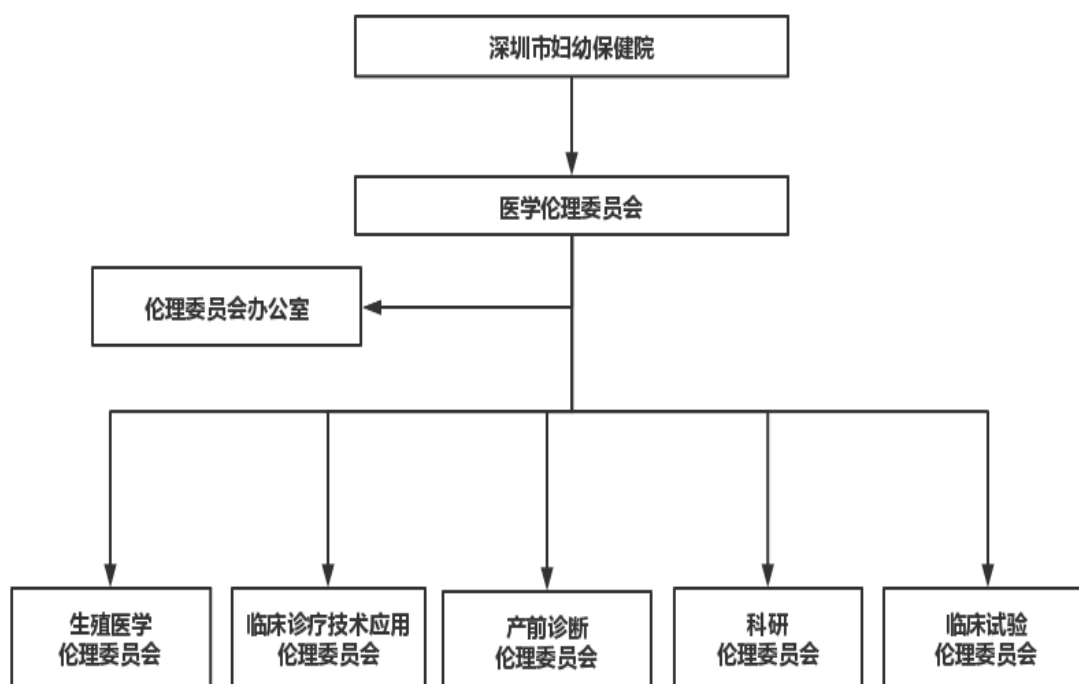 深圳市妇幼保健院
医学伦理委员会
伦理委员会办公室
生殖医学
伦理委员会
临床诊疗技术应用
伦理委员会
产前诊断
伦理委员会
科研
伦理委员会
临床试验
伦理委员会